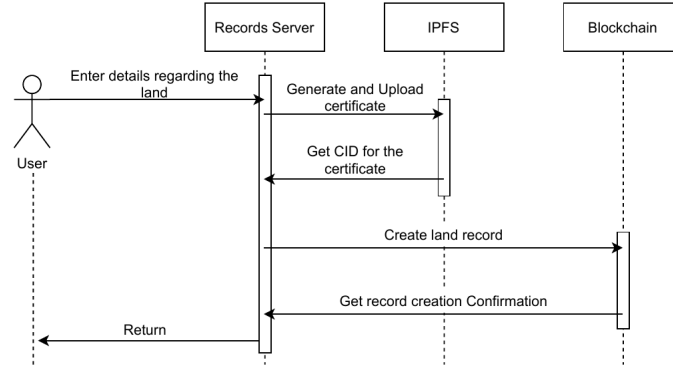 Records Server
IPFS
Blockchain
Enter details regarding the
land
Generate and Upload
certificate
User
Get CID for the
certificate
Create land record
Get record creation Confirmation
Return